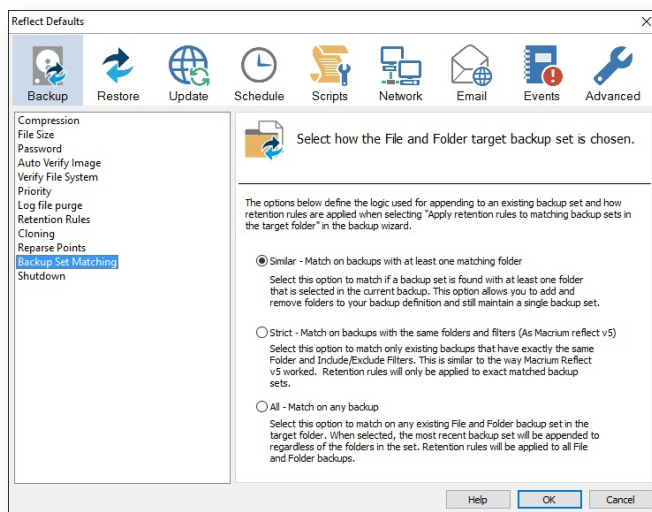 Reflect Defaults
Backup
Restore
Update
Schedule
Scripts
Network
Email
Events
Advanced
Compression
File Size
Password
Auto Verify Image
Verify File System
Priority
Log file purge
Retention Rules
Cloning
Reparse Points
Backup Set Matching
Shutdown
Select how the File and Folder target backup set is chosen.
The options below define the logic used for appending to an existing backup set and how
retention rules are applied when selecting "Apply retention rules to matching backup sets in
the target folder" in the backup wizard.
Similar - Match on backups with at least one matching folder
Select this option to match if a backup set is found with at least one folder
that is selected in the current backup. This option allows you to add and
remove folders to your backup definition and still maintain a single backup set.
Strict - Match on backups with the same folders and filters (As Macrium reflect v5)
Select this option to match only existing backups that have exactly the same
Folder and Include/Exclude Filters. This is similar to the way Macrium Reflect
v5 worked. Retention rules will only be applied to exact matched backup
sets.
All - Match on any backup
Select this option to match on any existing File and Folder backup set in the
target folder. When selected, the most recent backup set will be appended to
regardless of the folders in the set. Retention rules will be applied to all File
and Folder backups.
Help
OK
Cancel